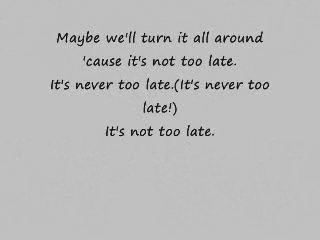 Maybe we'll turn it all around
'cause it's not too late.
It's never too late.(It's never too
late!)
It's not too late.